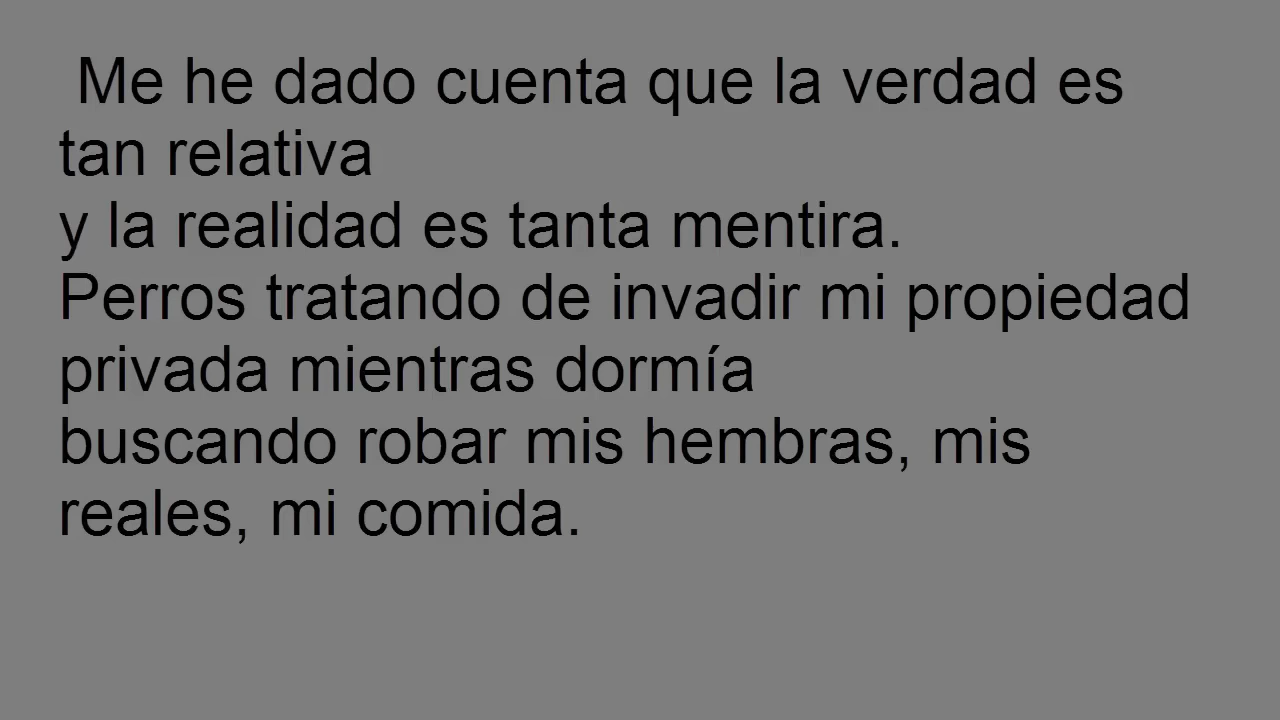 Me he dado cuenta que la verdad es
tan relativa
y la realidad es tanta mentira.
Perros tratando de invadir mi propiedad
privada mientras dormía
buscando robar mis hembras, mis
reales, mi comida.